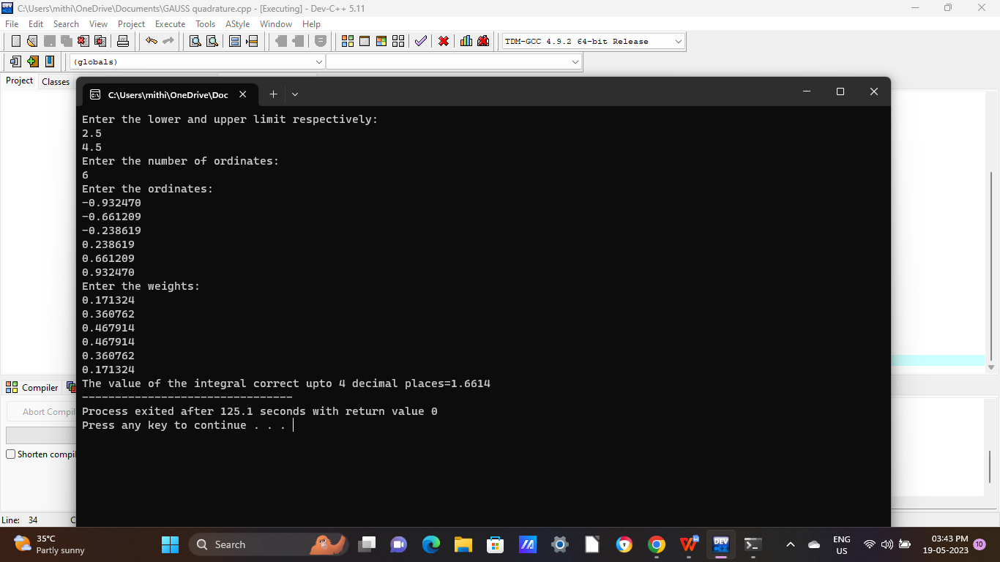 C:\Users\mithi\OneDrive\Documents\GAUSS quadrature.cpp - [Executing] - Dev-C++ 5.11
File Edit Search View Project Execute Tools AStyle Window Help
TDM-GCC 4.9.2 64-bit Release
(globals)
Project Classes
C:\Users\mithi\OneDrive\Doc
Enter the lower and upper limit respectively:
2.5
4.5
Enter the number of ordinates:
6
Enter the ordinates:
-0.932470
-0.661209
-0.238619
0.238619
0.661209
0.932470
Enter the weights:
0.171324
0.360762
0.467914
0.467914
0.360762
0.171324
The value of the integral correct upto 4 decimal places=1.6614
--------------------------------
Process exited after 125.1 seconds with return value 0
Press any key to continue . . .
Compiler
Abort Compil
Shorten compil
Line: 34 C
35°C
Partly sunny
Search
DEV
ENG
US
03:43 PM
19-05-2023
10